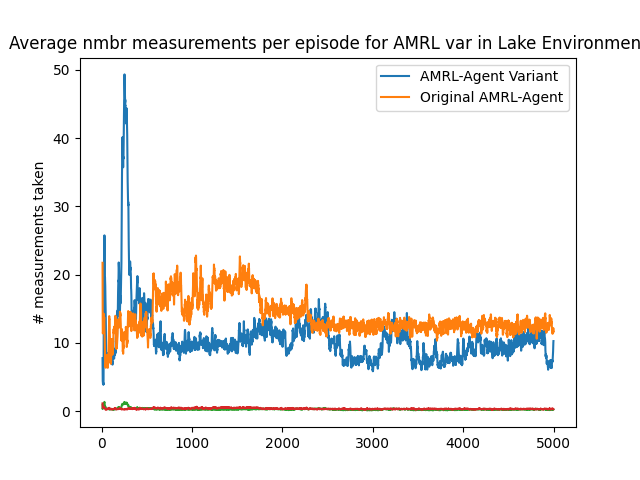 Average nmbr measurements per episode for AMRL var in Lake Environmen
AMRL-Agent Variant
Original AMRL-Agent
# measurements taken
50
40
30
20
10
0
0 1000 2000 3000 4000 5000